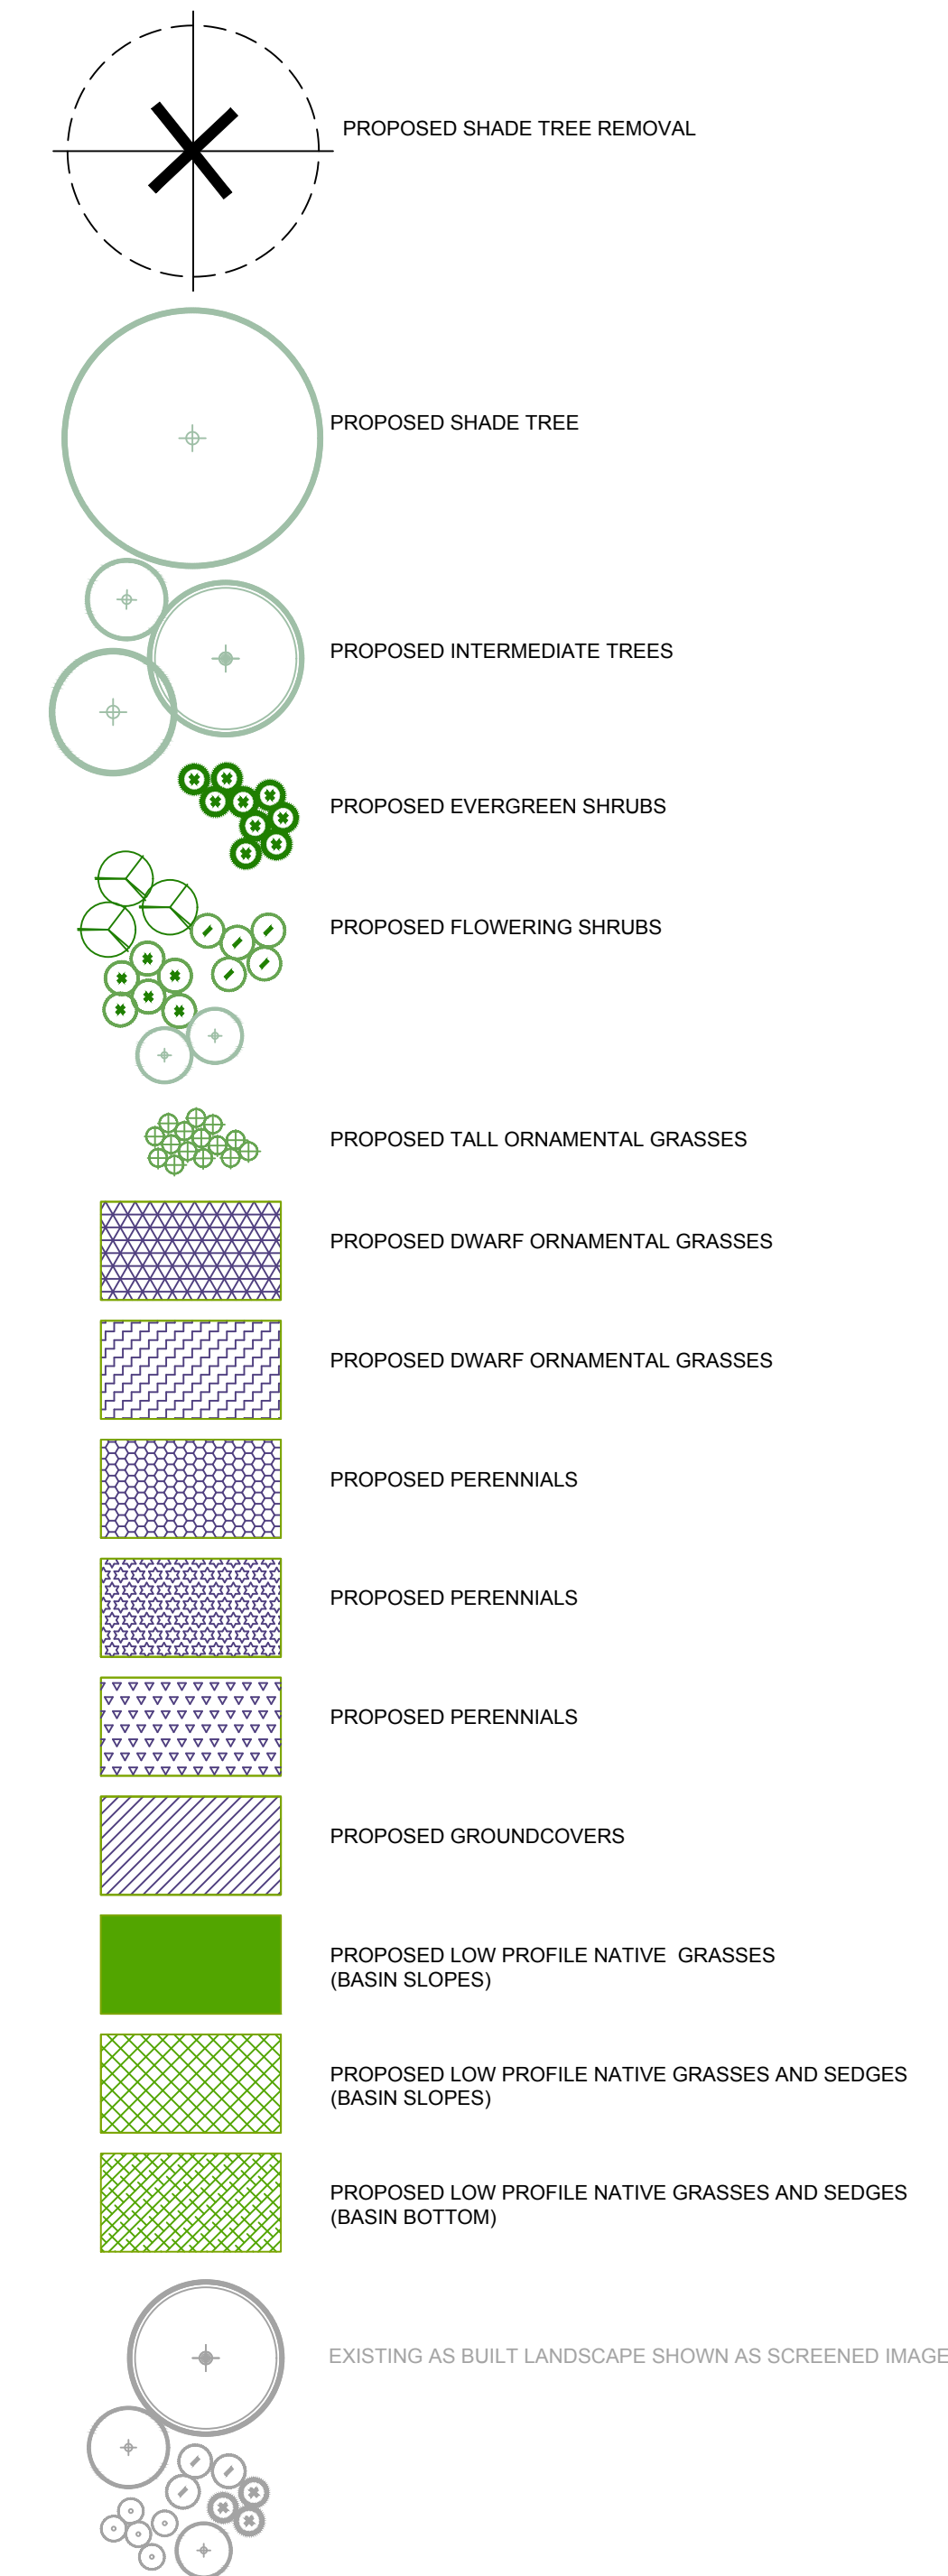 PROPOSED SHADE TREE REMOVAL
PROPOSED SHADE TREE
PROPOSED INTERMEDIATE TREES
PROPOSED EVERGREEN SHRUBS
PROPOSED FLOWERING SHRUBS
PROPOSED TALL ORNAMENTAL GRASSES
PROPOSED DWARF ORNAMENTAL GRASSES
PROPOSED DWARF ORNAMENTAL GRASSES
PROPOSED PERENNIALS
PROPOSED PERENNIALS
PROPOSED PERENNIALS
PROPOSED GROUNDCOVERS
PROPOSED LOW PROFILE NATIVE GRASSES
(BASIN SLOPES)
PROPOSED LOW PROFILE NATIVE GRASSES AND SEDGES
(BASIN SLOPES)
PROPOSED LOW PROFILE NATIVE GRASSES AND SEDGES
(BASIN BOTTOM)
EXISTING AS BUILT LANDSCAPE SHOWN AS SCREENED IMAGE